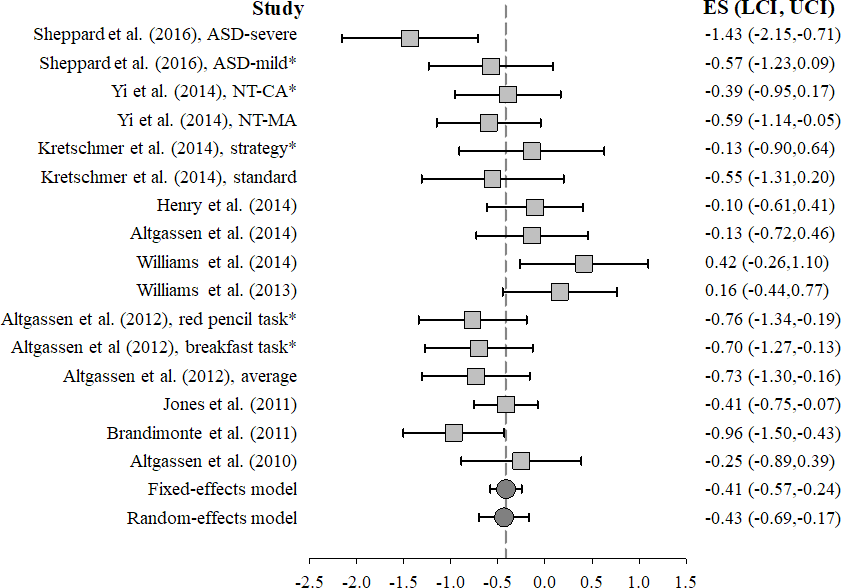 Study ES (LCI, UCI)
Sheppard et al. (2016), ASD-severe -1.43 (-2.15,-0.71)
Sheppard et al. (2016), ASD-mild* -0.57 (-1.23,0.09)
Yi et al. (2014), NT-CA* -0.39 (-0.95,0.17)
Yi et al. (2014), NT-MA -0.59 (-1.14,-0.05)
Kretschmer et al. (2014), strategy* -0.13 (-0.90,0.64)
Kretschmer et al. (2014), standard -0.55 (-1.31,0.20)
Henry et al. (2014) -0.10 (-0.61,0.41)
Altgassen et al. (2014) -0.13 (-0.72,0.46)
Williams et al. (2014) 0.42 (-0.26,1.10)
Williams et al. (2013) 0.16 (-0.44,0.77)
Altgassen et al. (2012), red pencil task* -0.76 (-1.34,-0.19)
Altgassen et al (2012), breakfast task* -0.70 (-1.27,-0.13)
Altgassen et al. (2012), average -0.73 (-1.30,-0.16)
Jones et al. (2011) -0.41 (-0.75,-0.07)
Brandimonte et al. (2011) -0.96 (-1.50,-0.43)
Altgassen et al. (2010) -0.25 (-0.89,0.39)
Fixed-effects model -0.41 (-0.57,-0.24)
Random-effects model -0.43 (-0.69,-0.17)
-2.5 -2.0 -1.5 -1.0 -0.5 0.0 0.5 1.0 1.5